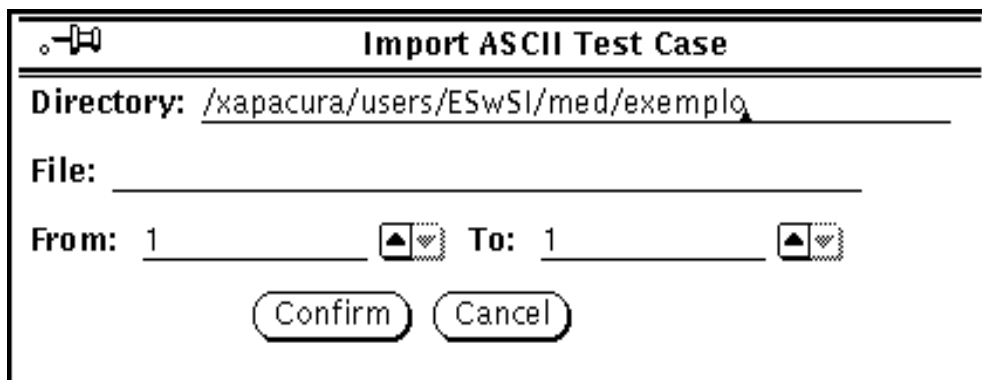 Import ASCII Test Case
Directory: /xapacura/users/ESwSI/med/exemplo
File:
From: 1 To: 1
Confirm Cancel